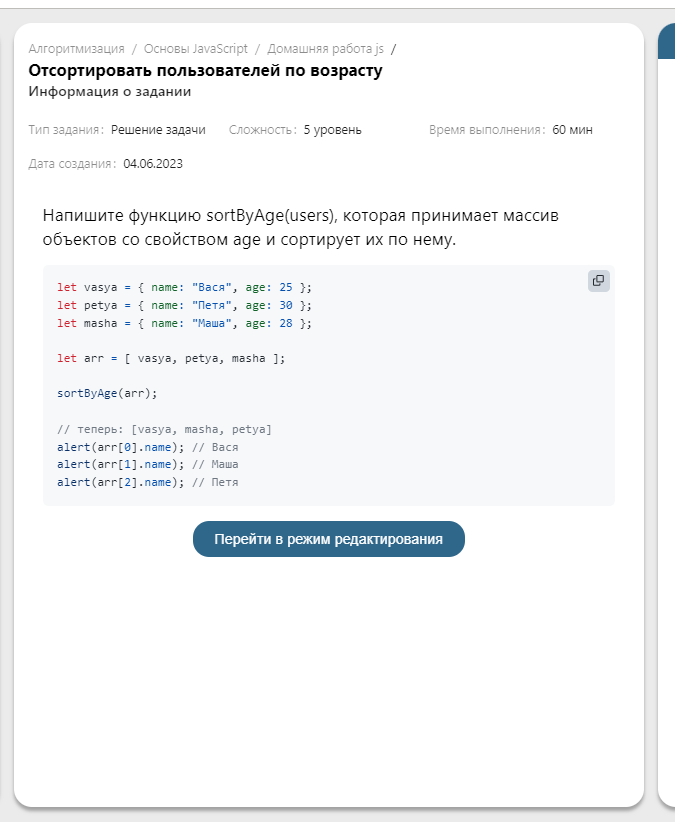 Алгоритмизация / Основы JavaScript / Домашняя работа js /
Отсортировать пользователей по возрасту
Информация о задании
Тип задания: Решение задачи Сложность: 5 уровень Время выполнения: 60 мин
Дата создания: 04.06.2023
Напишите функцию sortByAge(users), которая принимает массив
объектов со свойством age и сортирует их по нему.
let vasya = { name: "Вася", age: 25 };
let petya = { name: "Петя", age: 30 };
let masha = { name: "Маша", age: 28 };
let arr = [ vasya, petya, masha ];
sortByAge(arr);
// теперь: [vasya, masha, petya]
alert(arr[0].name); // Вася
alert(arr[1].name); // Маша
alert(arr[2].name); // Петя
Перейти в режим редактирования